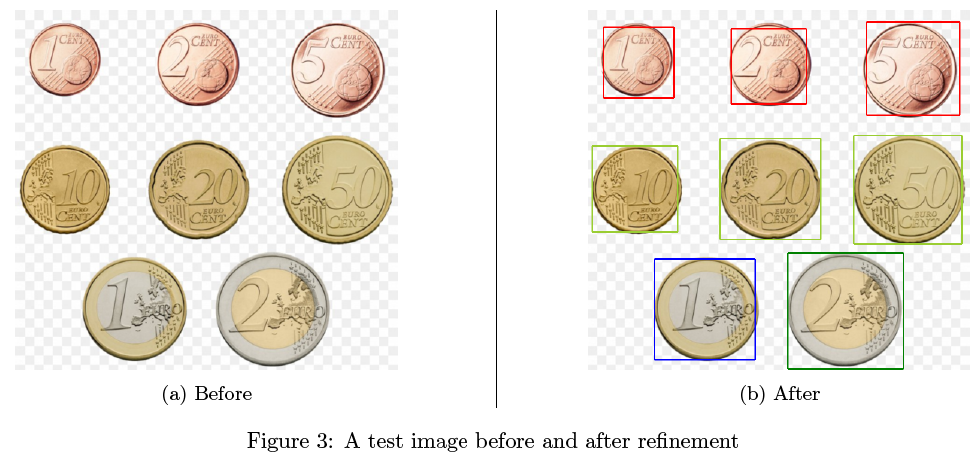 1 EURO CENT
2 EURO CENT
5 EURO CENT
1 EURO CENT
2 EURO CENT
5 EURO CENT
10 EURO CENT
20 EURO CENT
50 EURO CENT
10 EURO CENT
20 EURO CENT
50 EURO CENT
1 EURO
2 EURO
1 EURO
2 EURO
(a) Before
(b) After
Figure 3: A test image before and after refinement